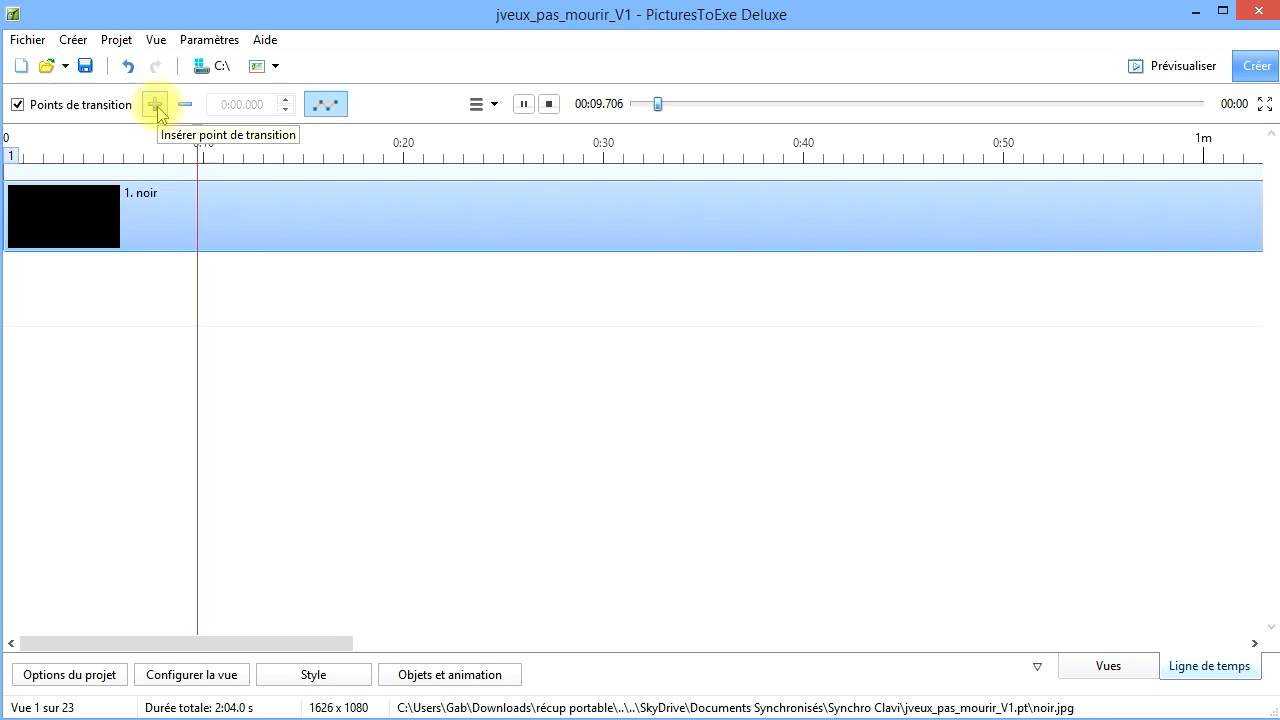 jveux_pas_mourir_V1 - PicturesToExe Deluxe
Fichier Créer Projet Vue Paramètres Aide
C:\ Prévisualiser Créer
Points de transition 0:00.000 00:09.706 00:00
Insérer point de transition
0 0:10 0:20 0:30 0:40 0:50 1m
1
1. noir
Options du projet Configurer la vue Style Objets et animation Vues Ligne de temps
Vue 1 sur 23 Durée totale: 2:04.0 s 1626 x 1080 C:\Users\Gab\Downloads\récup portable\..\..\SkyDrive\Documents Synchronisés\Synchro Clavi\jveux_pas_mourir_V1.pt\noir.jpg